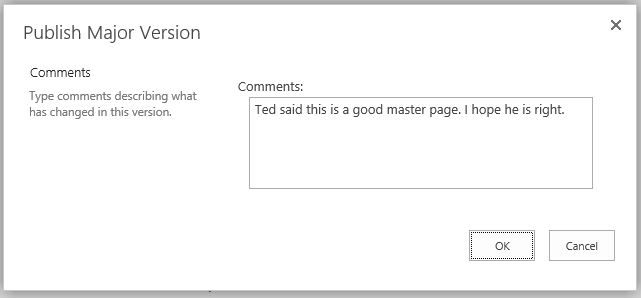 Publish Major Version
Comments
Type comments describing what
has changed in this version.
Comments:
Ted said this is a good master page. I hope he is right.
OK
Cancel